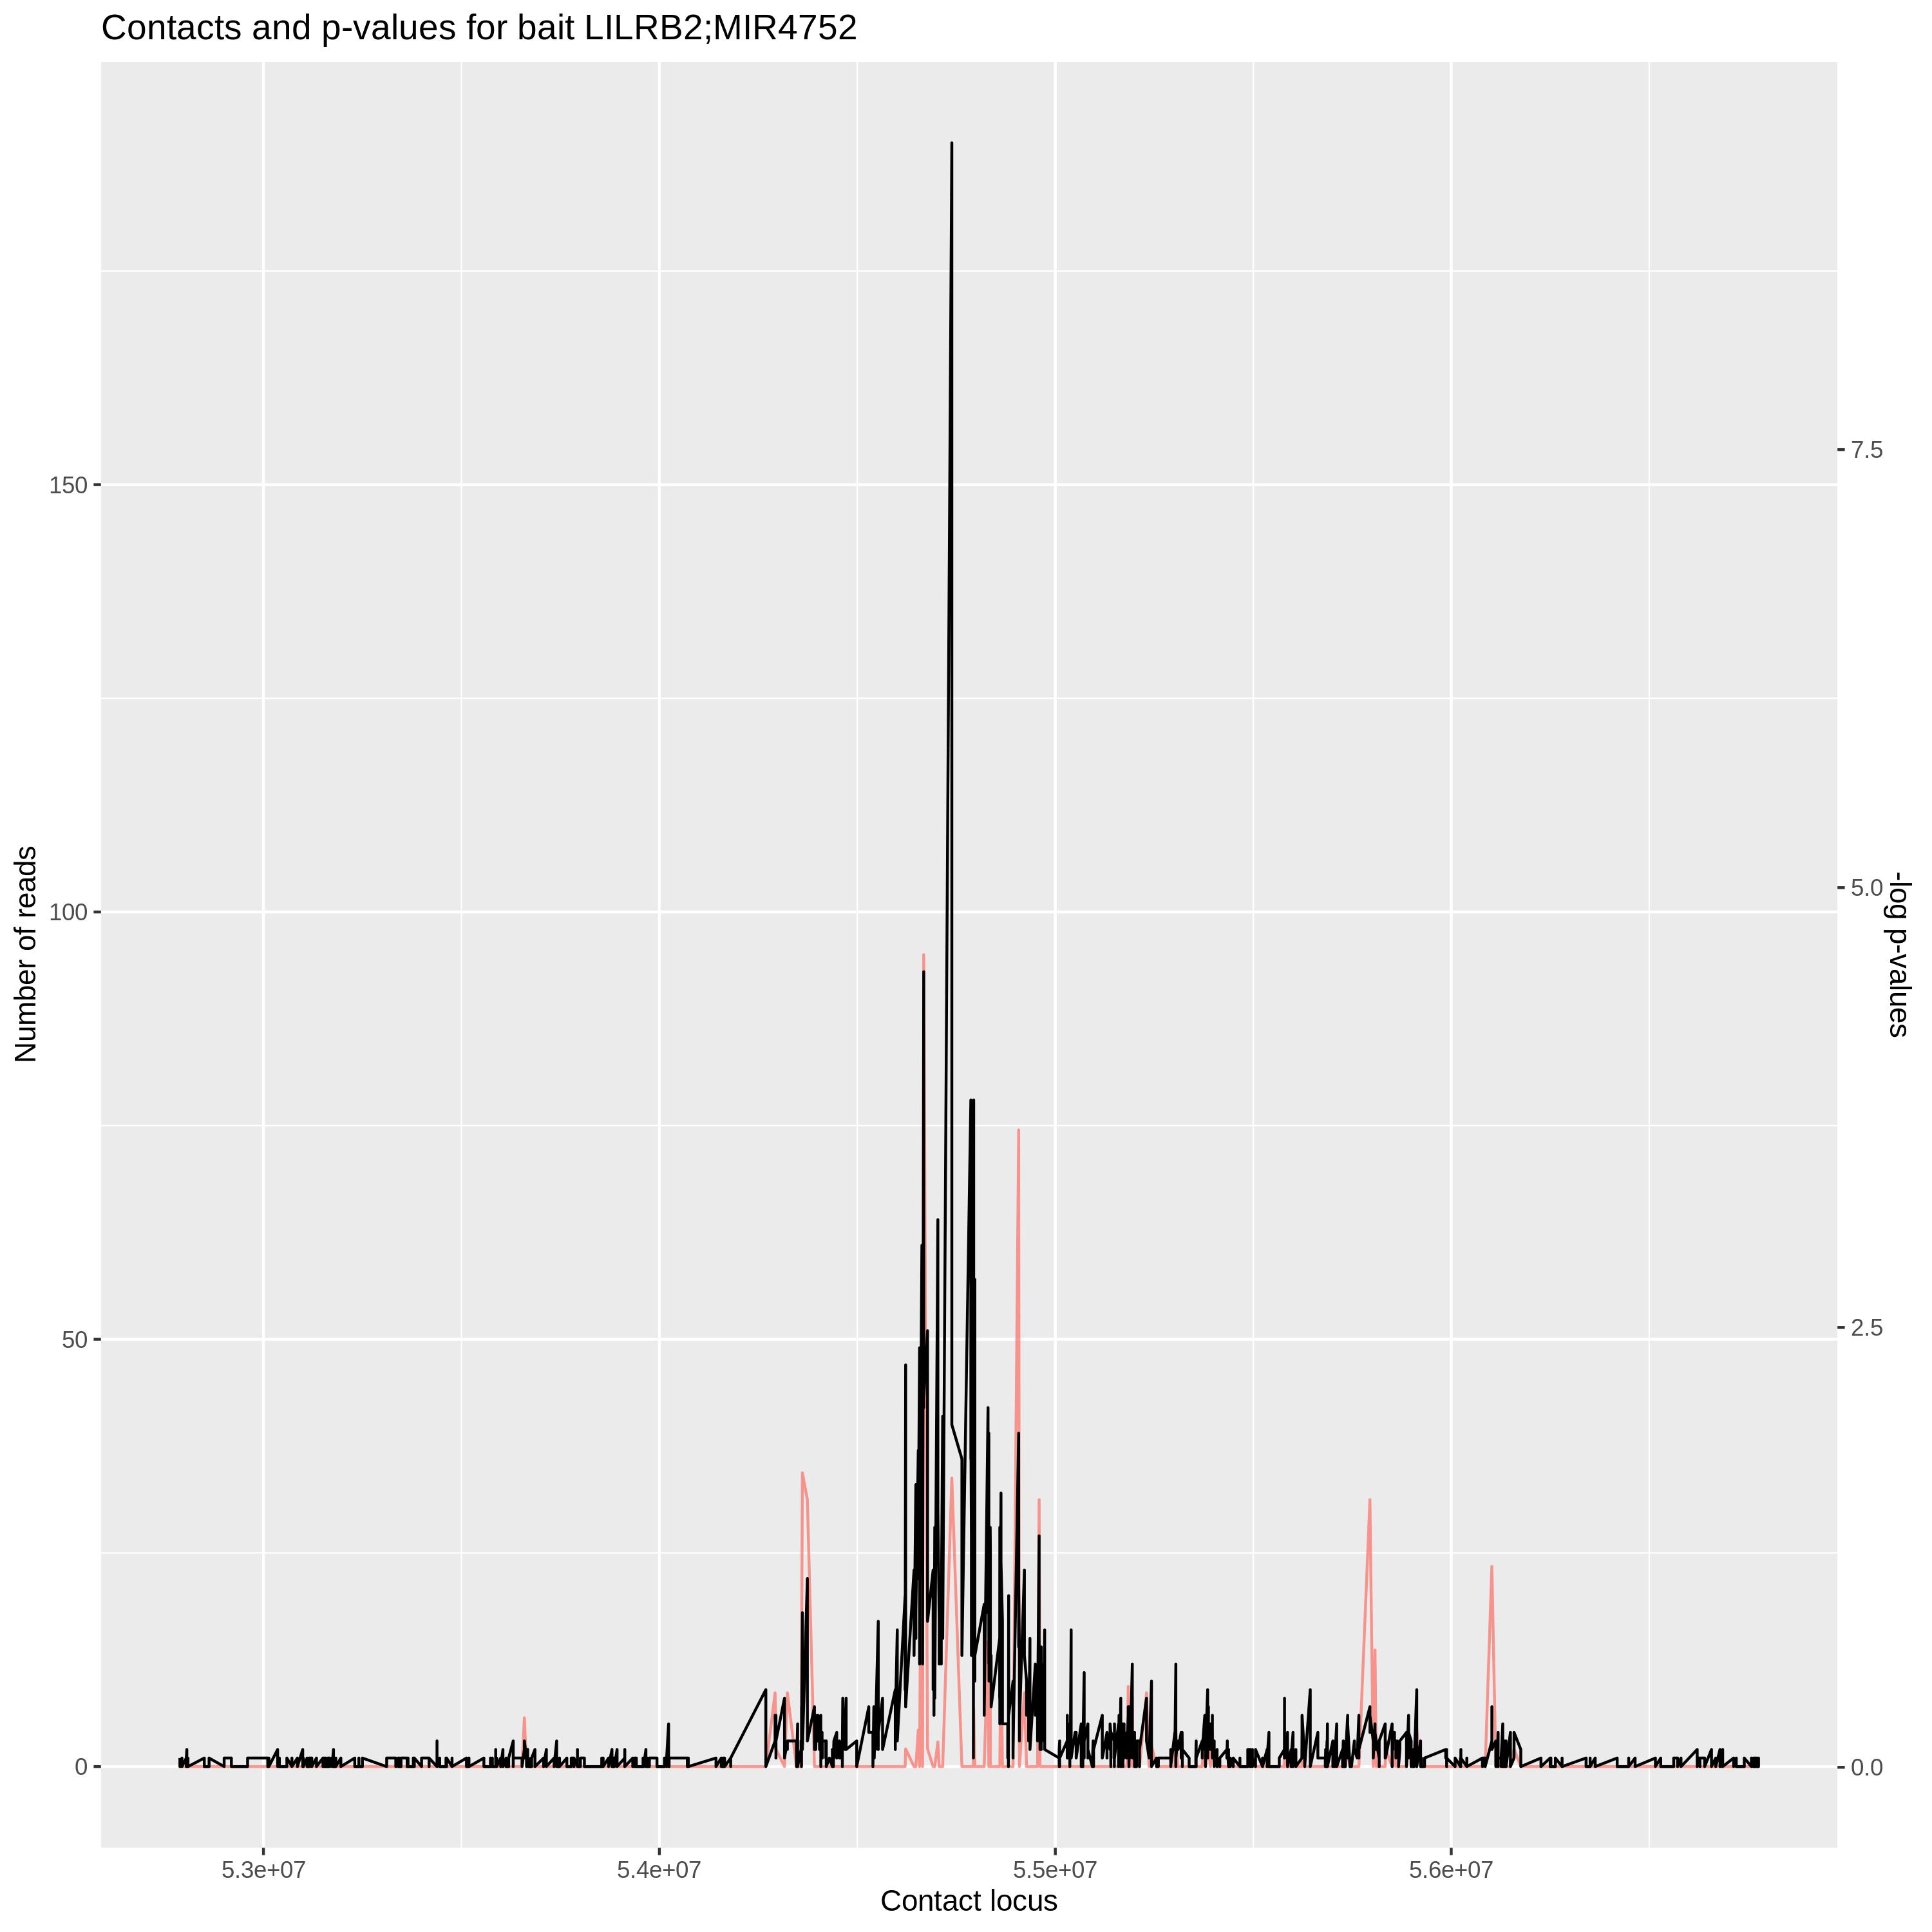 Contacts and p-values for bait LILRB2;MIR4752
Number of reads
150
100
50
0
7.5
5.0
2.5
0.0
-log p-values
5.3e+07
5.4e+07
5.5e+07
5.6e+07
Contact locus